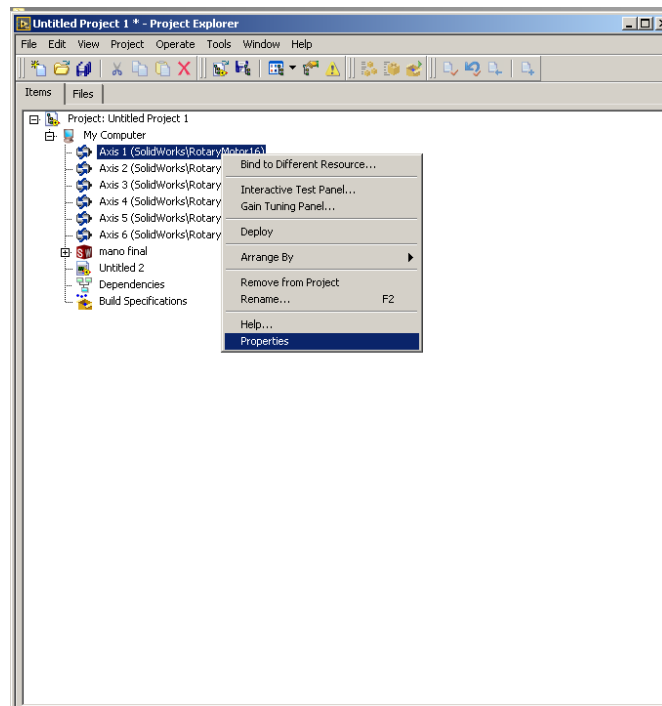 Untitled Project 1 * - Project Explorer
File Edit View Project Operate Tools Window Help
Items Files
Project: Untitled Project 1
My Computer
Axis 1 (SolidWorks\RotaryMotor16)
Axis 2 (SolidWorks\Rotary
Axis 3 (SolidWorks\Rotary
Axis 4 (SolidWorks\Rotary
Axis 5 (SolidWorks\Rotary
Axis 6 (SolidWorks\Rotary
mano final
Untitled 2
Dependencies
Build Specifications
Bind to Different Resource...
Interactive Test Panel...
Gain Tuning Panel...
Deploy
Arrange By
Remove from Project
Rename... F2
Help...
Properties